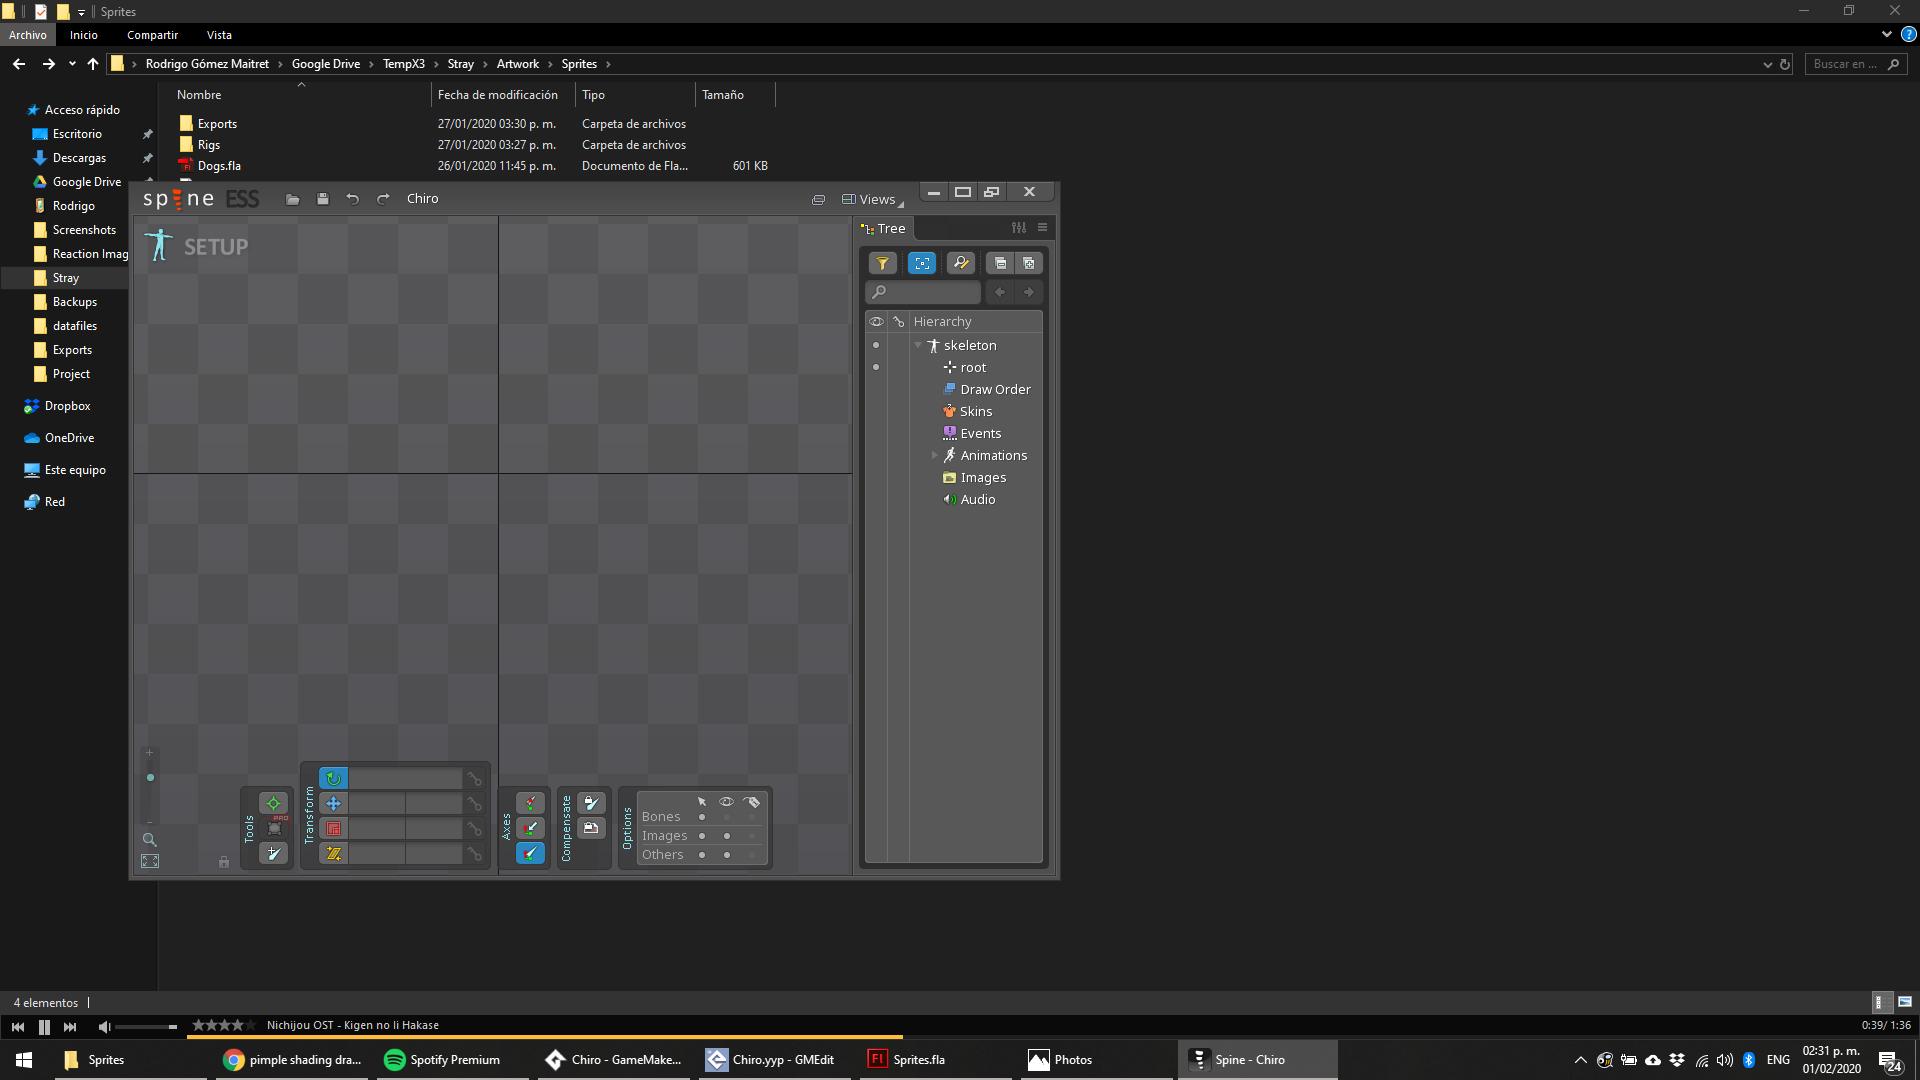 Sprites
Archivo Inicio Compartir Vista
Rodrigo Gómez Maitret Google Drive TempX3 Stray Artwork Sprites
Buscar en ...
Nombre Fecha de modificación Tipo Tamaño
Exports 27/01/2020 03:30 p. m. Carpeta de archivos
Rigs 27/01/2020 03:27 p. m. Carpeta de archivos
Dogs.fla 26/01/2020 11:45 p. m. Documento de Fla... 601 KB
Acceso rápido
Escritorio
Descargas
Google Drive
Rodrigo
Screenshots
Reaction Imag
Stray
Backups
datafiles
Exports
Project
Dropbox
OneDrive
Este equipo
Red
spine ESS Chiro Views
SETUP
Tree
Hierarchy
skeleton
root
Draw Order
Skins
Events
Animations
Images
Audio
Tools
PRO
Transform
Axes
Compensate
Options
Bones
Images
Others
4 elementos
Nichijou OST - Kigen no Ii Hakase 0:39/ 1:36
Sprites pimple shading dra... Spotify Premium Chiro - GameMake... Chiro.yyp - GMEdit Fl Sprites.fla Photos Spine - Chiro ENG 02:31 p. m.
01/02/2020 24